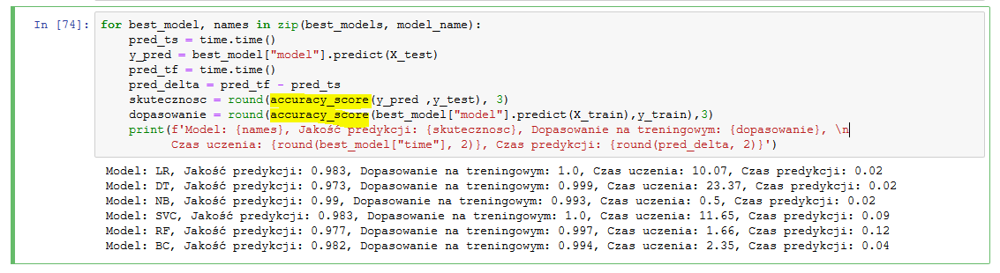 In [74]: for best_model, names in zip(best_models, model_name):
pred_ts = time.time()
y_pred = best_model["model"].predict(X_test)
pred_tf = time.time()
pred_delta = pred_tf - pred_ts
skutecznosc = round(accuracy_score(y_pred ,y_test), 3)
dopasowanie = round(accuracy_score(best_model["model"].predict(X_train),y_train),3)
print(f'Model: {names}, Jakość predykcji: {skutecznosc}, Dopasowanie na treningowym: {dopasowanie}, \n
Czas uczenia: {round(best_model["time"], 2)}, Czas predykcji: {round(pred_delta, 2)}')
Model: LR, Jakość predykcji: 0.983, Dopasowanie na treningowym: 1.0, Czas uczenia: 10.07, Czas predykcji: 0.02
Model: DT, Jakość predykcji: 0.973, Dopasowanie na treningowym: 0.999, Czas uczenia: 23.37, Czas predykcji: 0.02
Model: NB, Jakość predykcji: 0.99, Dopasowanie na treningowym: 0.993, Czas uczenia: 0.5, Czas predykcji: 0.02
Model: SVC, Jakość predykcji: 0.983, Dopasowanie na treningowym: 1.0, Czas uczenia: 11.65, Czas predykcji: 0.09
Model: RF, Jakość predykcji: 0.977, Dopasowanie na treningowym: 0.997, Czas uczenia: 1.66, Czas predykcji: 0.12
Model: BC, Jakość predykcji: 0.982, Dopasowanie na treningowym: 0.994, Czas uczenia: 2.35, Czas predykcji: 0.04